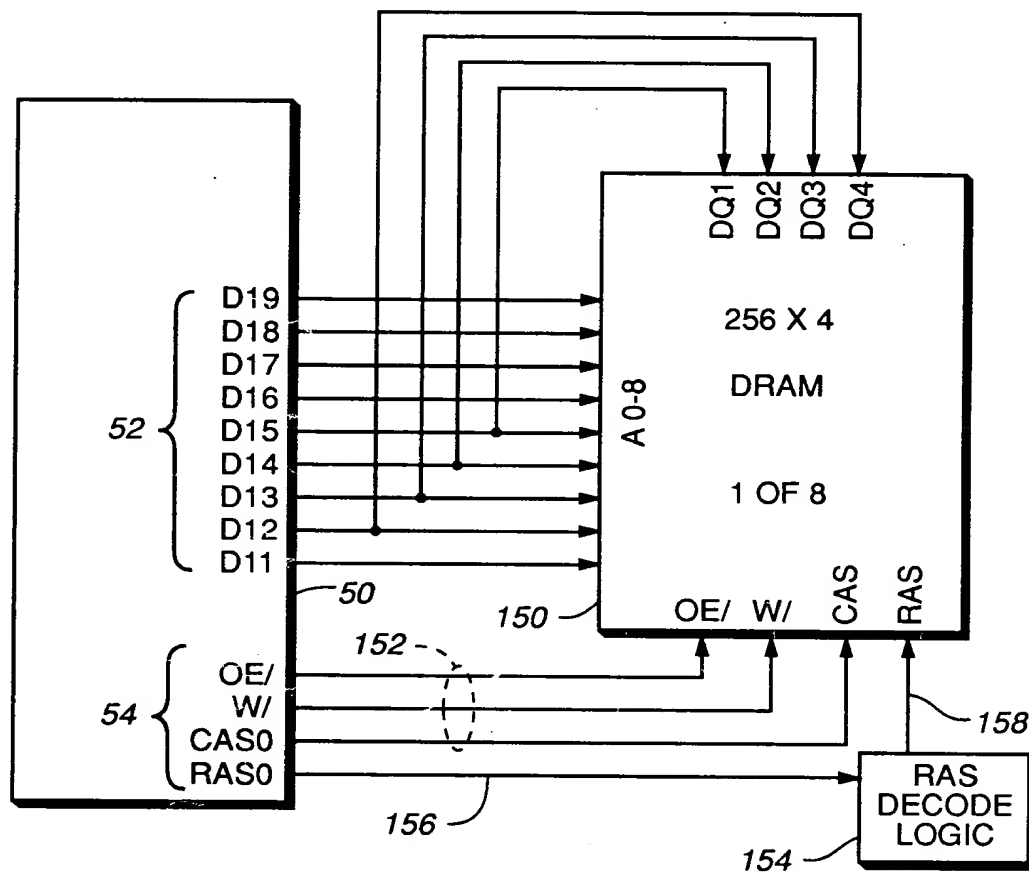 DQ1
DQ2
DQ3
DQ4
D19
D18
D17
D16
D15
D14
D13
D12
D11
52
A 0-8
256 X 4
DRAM
1 OF 8
50
150
OE/
W/
CAS
RAS
152
54
OE/
W/
CAS0
RAS0
156
158
RAS
DECODE
LOGIC
154